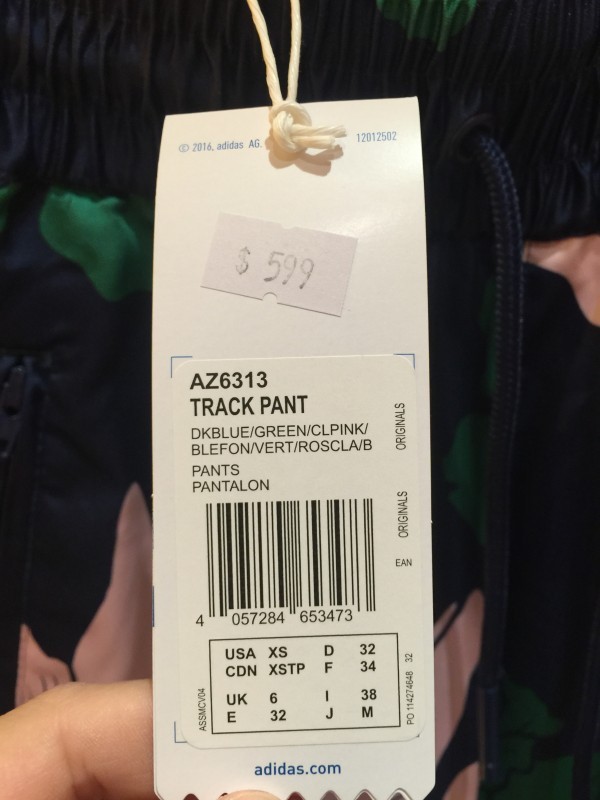 © 2016, adidas AG. 12012502
$ 599
AZ6313
TRACK PANT
DKBLUE/GREEN/CLPINK/
BLEFON/VERT/ROSCLA/B
PANTS
PANTALON
ORIGINALS
ORIGINALS
EAN
4 057284 653473
USA XS D 32
CDN XSTP F 34
UK 6 I 38
E 32 J M
ASSMCV04
PO 114274648 32
adidas.com